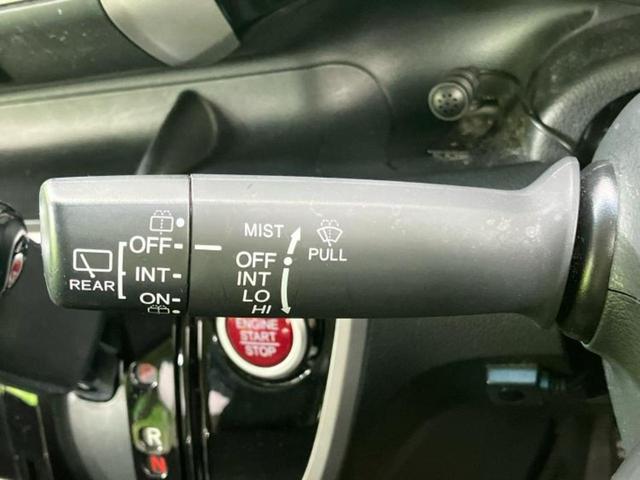 OFF
INT
ON
REAR
MIST
OFF
INT
LO
HI
PULL
ENGINE
START
STOP
R
N